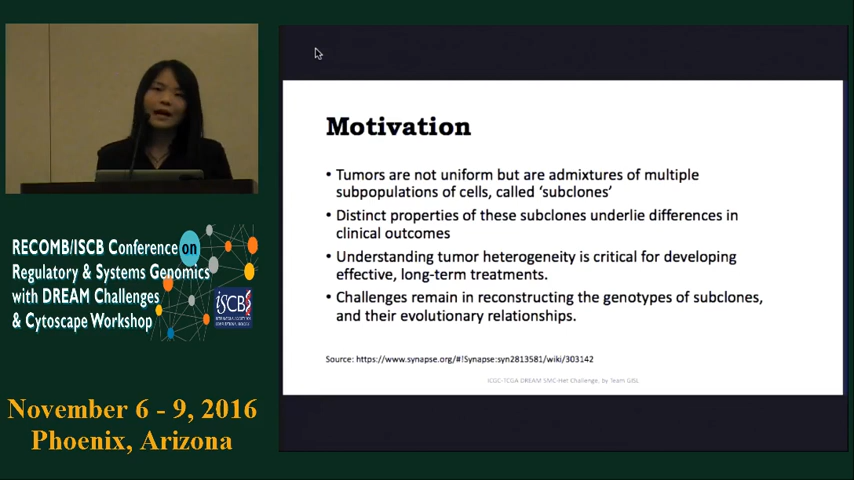 RECOMB/ISCB Conference on
Regulatory & Systems Genomics
with DREAM Challenges
& Cytoscape Workshop
ISCB
November 6 - 9, 2016
Phoenix, Arizona
Motivation
• Tumors are not uniform but are admixtures of multiple
subpopulations of cells, called ‘subclones’
• Distinct properties of these subclones underlie differences in
clinical outcomes
• Understanding tumor heterogeneity is critical for developing
effective, long-term treatments.
• Challenges remain in reconstructing the genotypes of subclones,
and their evolutionary relationships.
Source: https://www.synapse.org/#!Synapse:syn2813581/wiki/303142
ICGC-TCGA DREAM SMC-Het Challenge, by Team